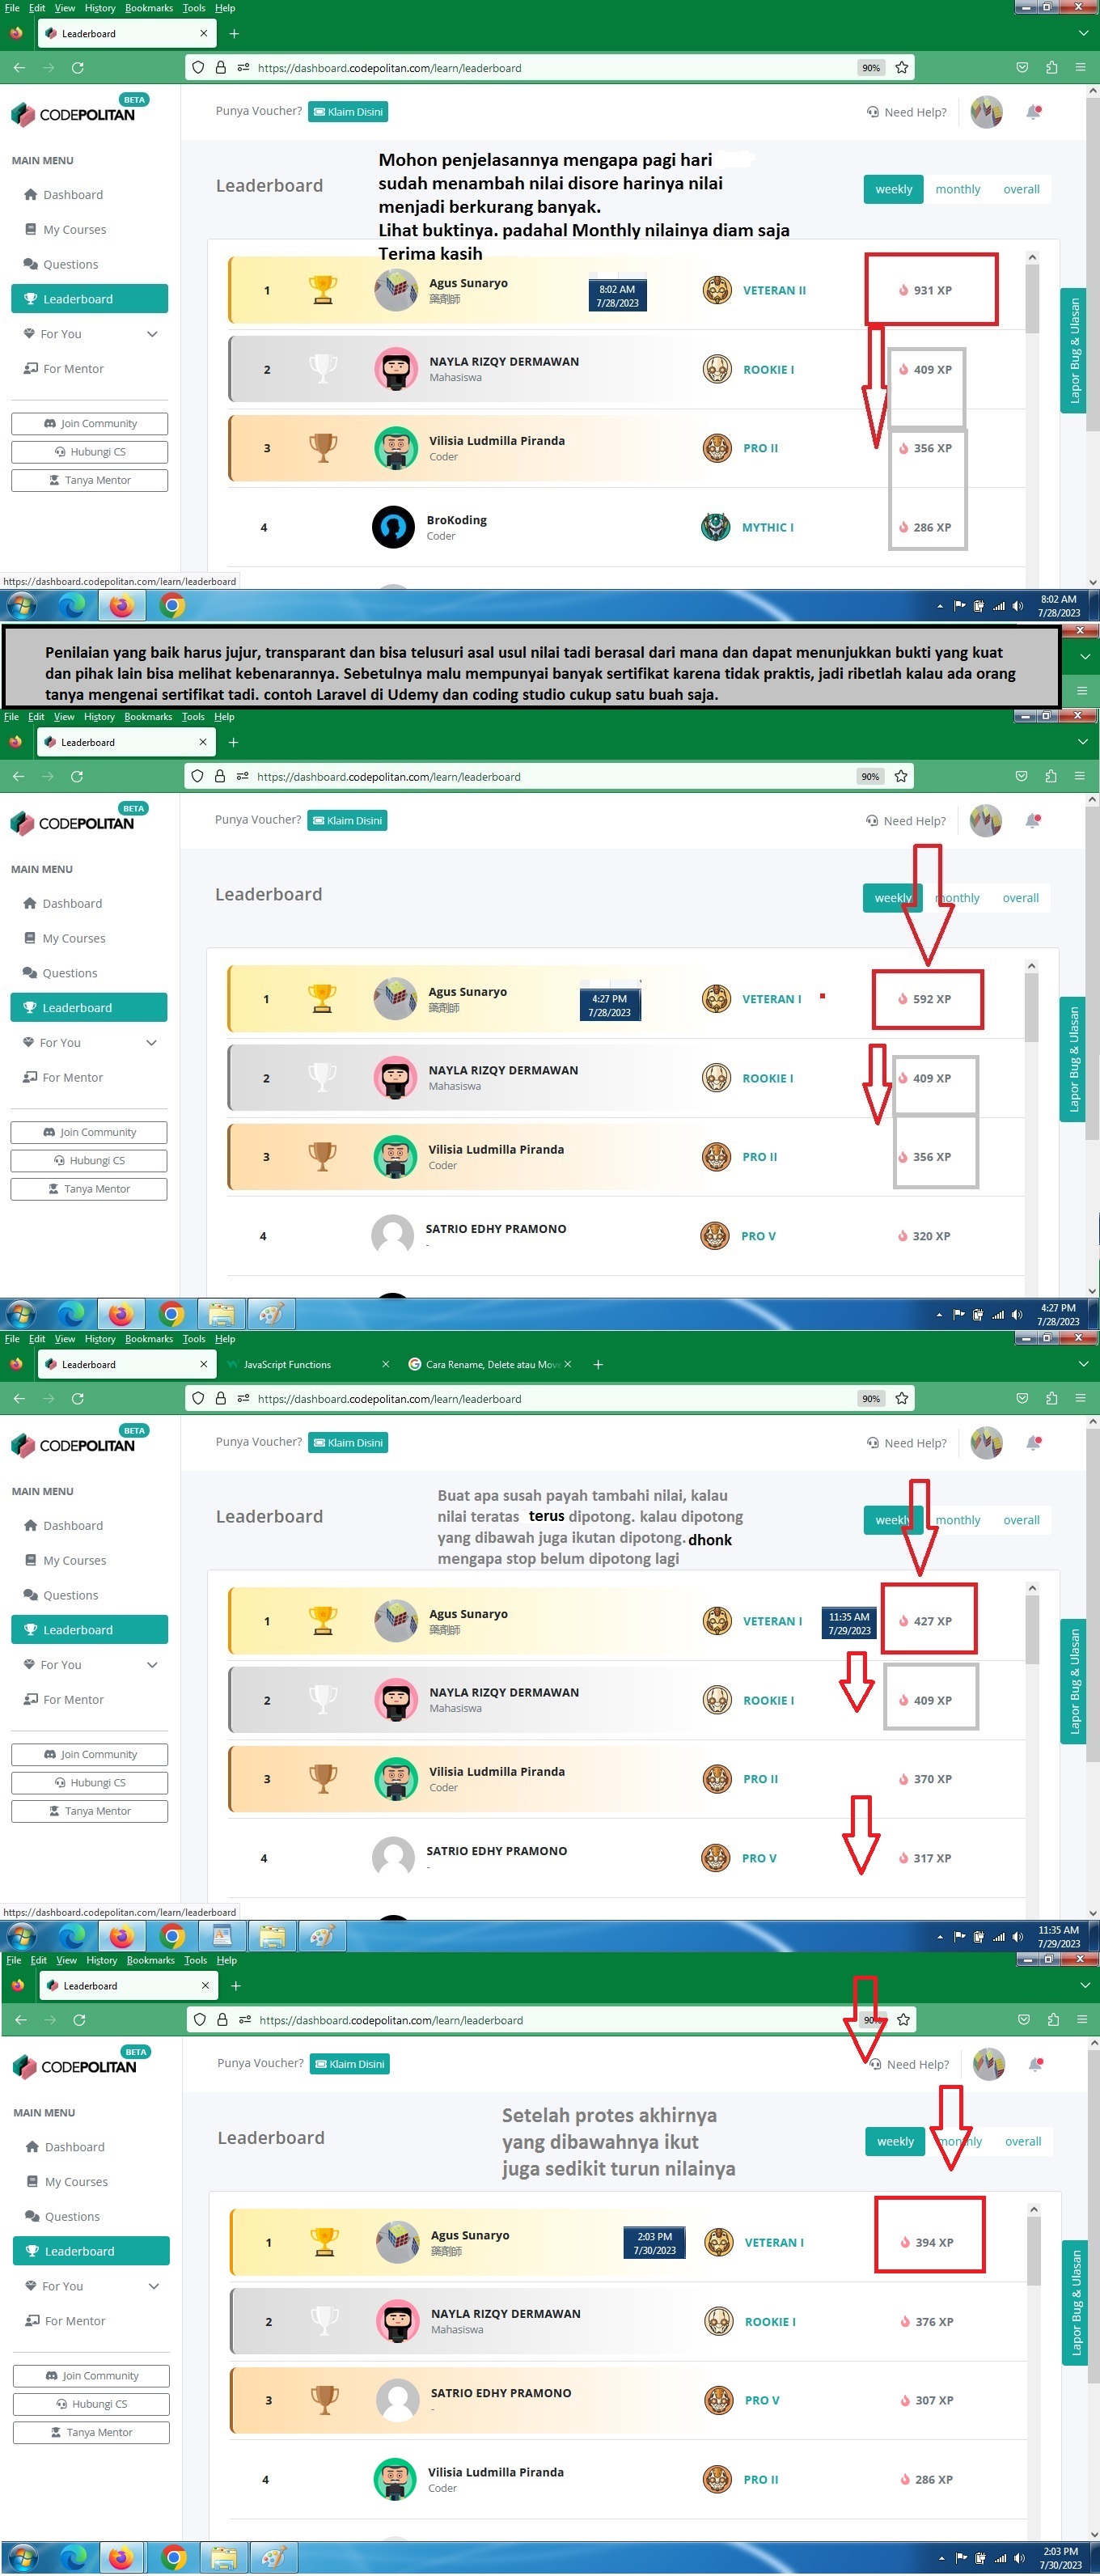 File Edit View History Bookmarks Tools Help
Leaderboard
https://dashboard.codepolitan.com/learn/leaderboard 90%
BETA
CODEPOLITAN
Punya Voucher? Klaim Disini
Need Help?
MAIN MENU
Dashboard
My Courses
Questions
Leaderboard
For You
For Mentor
Join Community
Hubungi CS
Tanya Mentor
Leaderboard
Mohon penjelasannya mengapa pagi hari
sudah menambah nilai disore harinya nilai
menjadi berkurang banyak.
Lihat buktinya. padahal Monthly nilainya diam saja
Terima kasih
weekly monthly overall
1 Agus Sunaryo 8:02 AM VETERAN II 931 XP
薬剤師 7/28/2023
2 NAYLA RIZQY DERMAWAN ROOKIE I 409 XP
Mahasiswa
3 Vilisia Ludmilla Piranda PRO II 356 XP
Coder
4 BroKoding MYTHIC I 286 XP
Coder
Lapor Bug & Ulasan
https://dashboard.codepolitan.com/learn/leaderboard
8:02 AM
7/28/2023
Penilaian yang baik harus jujur, transparant dan bisa telusuri asal usul nilai tadi berasal dari mana dan dapat menunjukkan bukti yang kuat
dan pihak lain bisa melihat kebenarannya. Sebetulnya malu mempunyai banyak sertifikat karena tidak praktis, jadi ribetlah kalau ada orang
tanya mengenai sertifikat tadi. contoh Laravel di Udemy dan coding studio cukup satu buah saja.
File Edit View History Bookmarks Tools Help
Leaderboard
https://dashboard.codepolitan.com/learn/leaderboard 90%
BETA
CODEPOLITAN
Punya Voucher? Klaim Disini
Need Help?
MAIN MENU
Dashboard
My Courses
Questions
Leaderboard
For You
For Mentor
Join Community
Hubungi CS
Tanya Mentor
Leaderboard
weekly monthly overall
1 Agus Sunaryo 4:27 PM VETERAN I 592 XP
薬剤師 7/28/2023
2 NAYLA RIZQY DERMAWAN ROOKIE I 409 XP
Mahasiswa
3 Vilisia Ludmilla Piranda PRO II 356 XP
Coder
4 SATRIO EDHY PRAMONO PRO V 320 XP
-
Lapor Bug & Ulasan
4:27 PM
7/28/2023
File Edit View History Bookmarks Tools Help
Leaderboard JavaScript Functions Cara Rename, Delete atau Mov
https://dashboard.codepolitan.com/learn/leaderboard 90%
BETA
CODEPOLITAN
Punya Voucher? Klaim Disini
Need Help?
MAIN MENU
Dashboard
My Courses
Questions
Leaderboard
For You
For Mentor
Join Community
Hubungi CS
Tanya Mentor
Leaderboard
Buat apa susah payah tambahi nilai, kalau
nilai teratas terus dipotong. kalau dipotong
yang dibawah juga ikutan dipotong. dhonk
mengapa stop belum dipotong lagi
weekly monthly overall
1 Agus Sunaryo VETERAN I 11:35 AM 427 XP
薬剤師 7/29/2023
2 NAYLA RIZQY DERMAWAN ROOKIE I 409 XP
Mahasiswa
3 Vilisia Ludmilla Piranda PRO II 370 XP
Coder
4 SATRIO EDHY PRAMONO PRO V 317 XP
-
Lapor Bug & Ulasan
https://dashboard.codepolitan.com/learn/leaderboard
11:35 AM
7/29/2023
File Edit View History Bookmarks Tools Help
Leaderboard
https://dashboard.codepolitan.com/learn/leaderboard 90%
BETA
CODEPOLITAN
Punya Voucher? Klaim Disini
Need Help?
MAIN MENU
Dashboard
My Courses
Questions
Leaderboard
For You
For Mentor
Join Community
Hubungi CS
Tanya Mentor
Leaderboard
Setelah protes akhirnya
yang dibawahnya ikut
juga sedikit turun nilainya
weekly monthly overall
1 Agus Sunaryo 2:03 PM VETERAN I 394 XP
薬剤師 7/30/2023
2 NAYLA RIZQY DERMAWAN ROOKIE I 376 XP
Mahasiswa
3 SATRIO EDHY PRAMONO PRO V 307 XP
-
4 Vilisia Ludmilla Piranda PRO II 286 XP
Coder
Lapor Bug & Ulasan
2:03 PM
7/30/2023